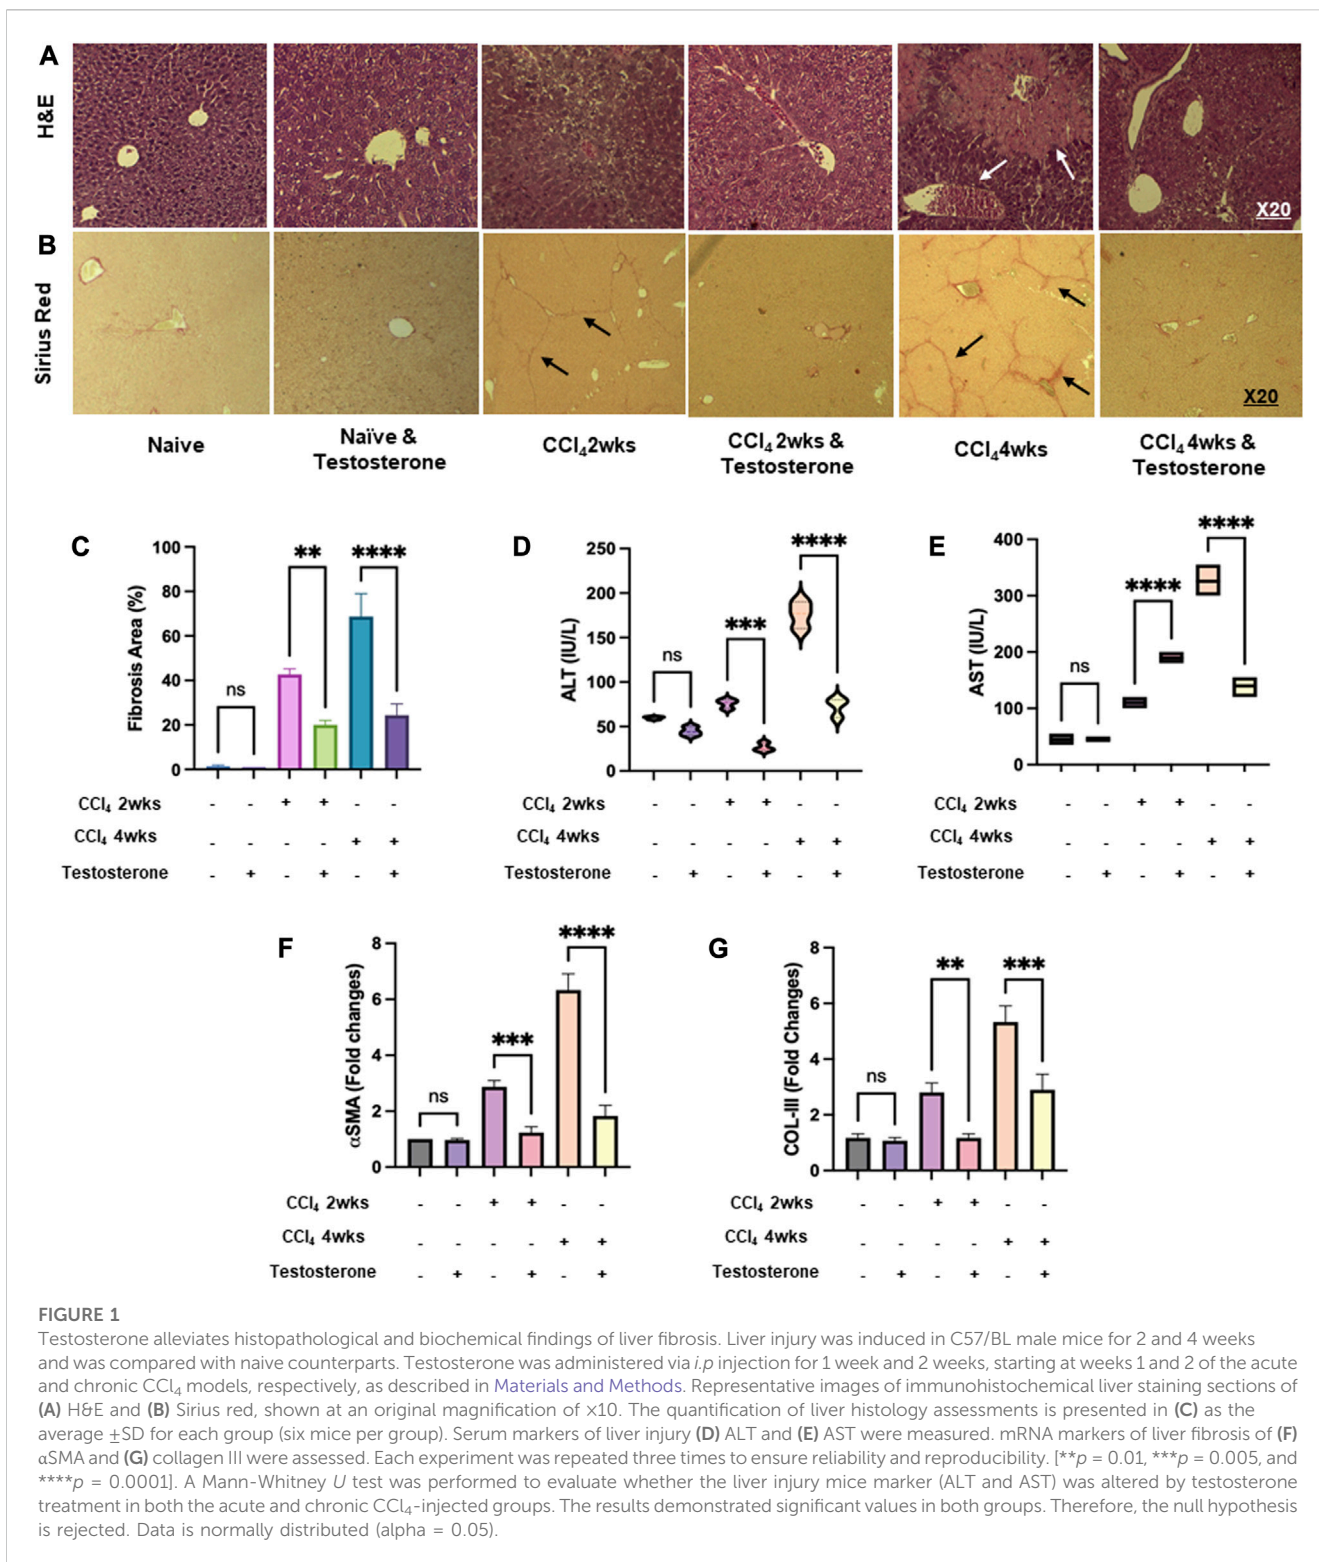 A
H&E
X20
B
Sirius Red
X20
Naive
Naïve &
Testosterone
CCl₄2wks
CCl₄ 2wks &
Testosterone
CCl₄4wks
CCl₄ 4wks &
Testosterone
C
Fibrosis Area (%)
100
80
60
40
20
0
ns
**
****
CCl₄ 2wks - - + + - -
CCl₄ 4wks - - - - + +
Testosterone - + - + - +
D
ALT (IU/L)
250
200
150
100
50
0
ns
***
****
CCl₄ 2wks - - + + - -
CCl₄ 4wks - - - - + +
Testosterone - + - + - +
E
AST (IU/L)
400
300
200
100
0
ns
****
****
CCl₄ 2wks - - + + - -
CCl₄ 4wks - - - - + +
Testosterone - + - + - +
F
αSMA (Fold changes)
8
6
4
2
0
ns
***
****
CCl₄ 2wks - - + + - -
CCl₄ 4wks - - - - + +
Testosterone - + - + - +
G
COL-III (Fold Changes)
8
6
4
2
0
ns
**
***
CCl₄ 2wks - - + + - -
CCl₄ 4wks - - - - + +
Testosterone - + - + - +
FIGURE 1
Testosterone alleviates histopathological and biochemical findings of liver fibrosis. Liver injury was induced in C57/BL male mice for 2 and 4 weeks
and was compared with naive counterparts. Testosterone was administered via i.p injection for 1 week and 2 weeks, starting at weeks 1 and 2 of the acute
and chronic CCl₄ models, respectively, as described in Materials and Methods. Representative images of immunohistochemical liver staining sections of
(A) H&E and (B) Sirius red, shown at an original magnification of ×10. The quantification of liver histology assessments is presented in (C) as the
average ±SD for each group (six mice per group). Serum markers of liver injury (D) ALT and (E) AST were measured. mRNA markers of liver fibrosis of (F)
αSMA and (G) collagen III were assessed. Each experiment was repeated three times to ensure reliability and reproducibility. [**p = 0.01, ***p = 0.005, and
****p = 0.0001]. A Mann-Whitney U test was performed to evaluate whether the liver injury mice marker (ALT and AST) was altered by testosterone
treatment in both the acute and chronic CCl₄-injected groups. The results demonstrated significant values in both groups. Therefore, the null hypothesis
is rejected. Data is normally distributed (alpha = 0.05).